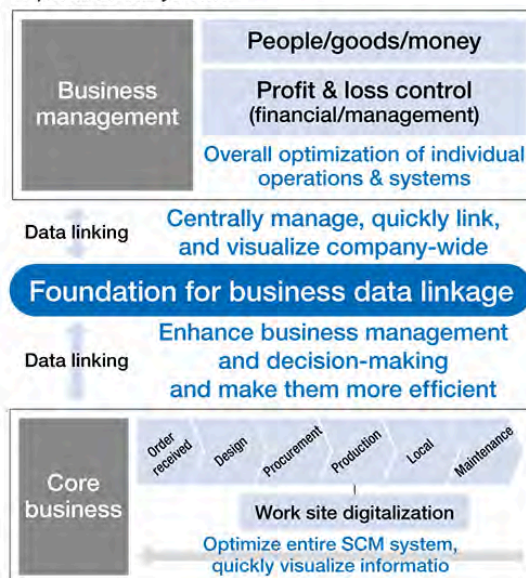 People/goods/money
Business
management
Profit & loss control
(financial/management)
Overall optimization of individual
operations & systems
Data linking
Centrally manage, quickly link,
and visualize company-wide
Foundation for business data linkage
Data linking
Enhance business management
and decision-making
and make them more efficient
Order
received
Design
Procurement
Production
Local
Maintenance
Core
business
Work site digitalization
Optimize entire SCM system,
quickly visualize informatio